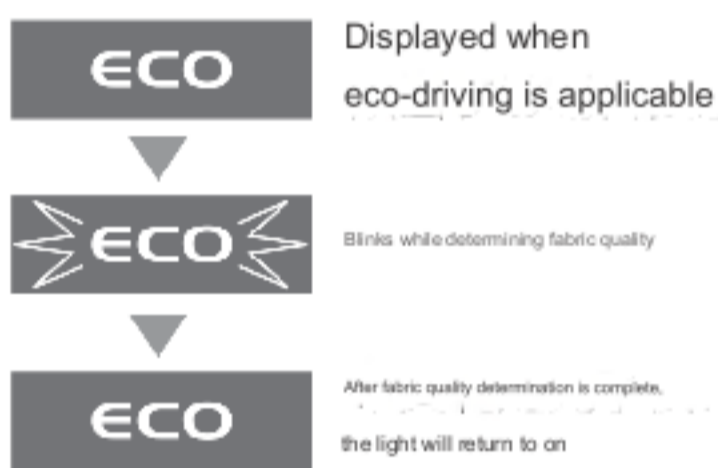 ECO
Displayed when
eco-driving is applicable
ECO
Blinks while determining fabric quality
ECO
After fabric quality determination is complete,
the light will return to on